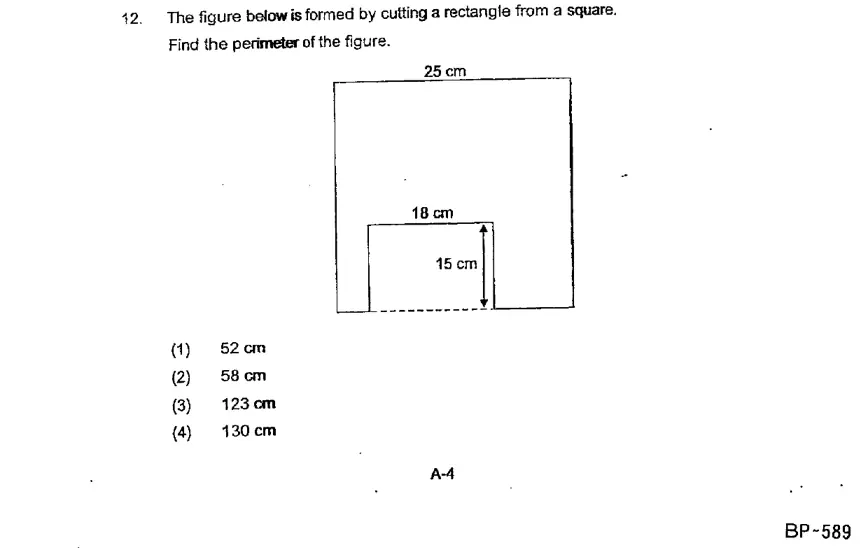 12. The figure below is formed by cutting a rectangle from a square.
Find the perimeter of the figure.
25 cm
18 cm
15 cm
(1) 52 cm
(2) 58 cm
(3) 123 cm
(4) 130 cm
A-4
BP-589